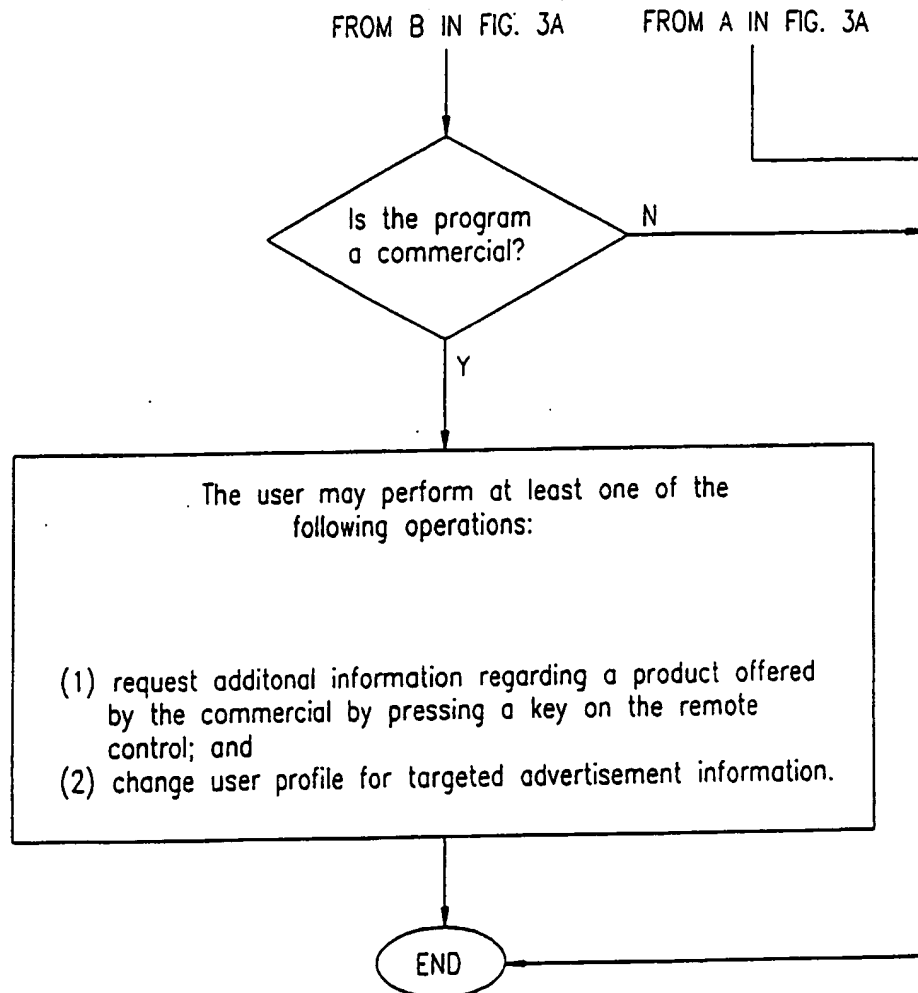 FROM B IN FIG. 3A
FROM A IN FIG. 3A
Is the program
a commercial?
N
Y
The user may perform at least one of the
following operations:
(1) request additonal information regarding a product offered
by the commercial by pressing a key on the remote
control; and
(2) change user profile for targeted advertisement information.
END